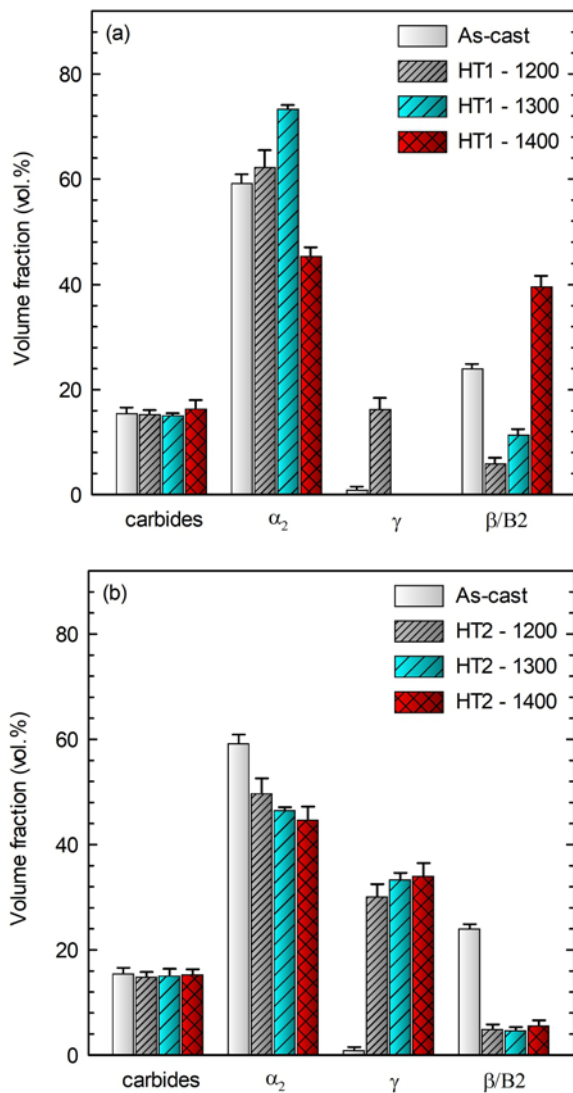 (a)
As-cast
HT1 - 1200
HT1 - 1300
HT1 - 1400
80
60
40
20
0
Volume fraction (vol.%)
carbides α₂ γ β/B2
(b)
As-cast
HT2 - 1200
HT2 - 1300
HT2 - 1400
80
60
40
20
0
Volume fraction (vol.%)
carbides α₂ γ β/B2